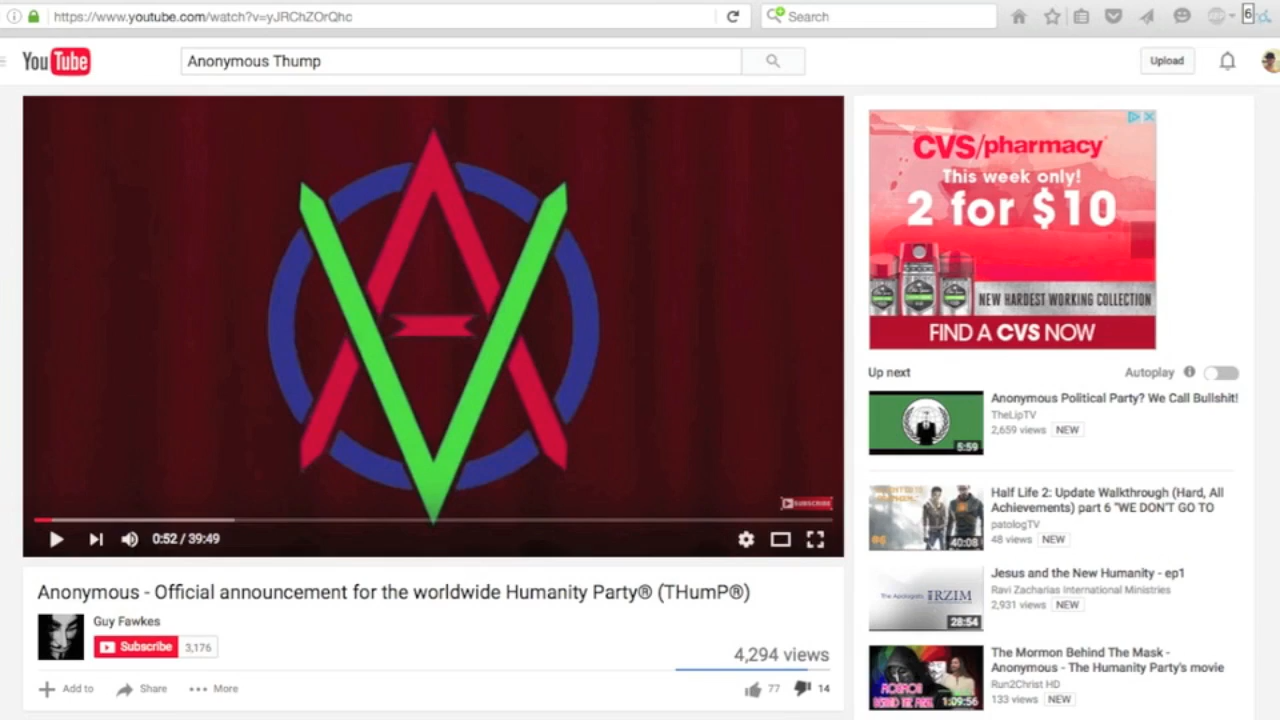 https://www.youtube.com/watch?v=yJRChZOrQhc
Search
6
YouTube
Anonymous Thump
Upload
CVS/pharmacy
This week only!
2 for $10
NEW HARDEST WORKING COLLECTION
FIND A CVS NOW
SUBSCRIBE
0:52 / 39:49
Up next
Autoplay
Anonymous Political Party? We Call Bullshit!
TheLipTV
2,659 views NEW
5:59
Half Life 2: Update Walkthrough (Hard, All
Achievements) part 6 "WE DON'T GO TO
patologTV
48 views NEW
#6
40:08
Jesus and the New Humanity - ep1
Ravi Zacharias International Ministries
2,931 views NEW
RZIM
28:54
The Mormon Behind The Mask -
Anonymous - The Humanity Party's movie
Run2Christ HD
133 views NEW
1:09:56
Anonymous - Official announcement for the worldwide Humanity Party® (THumP®)
Guy Fawkes
Subscribe 3,176
4,294 views
Add to
Share
More
77
14